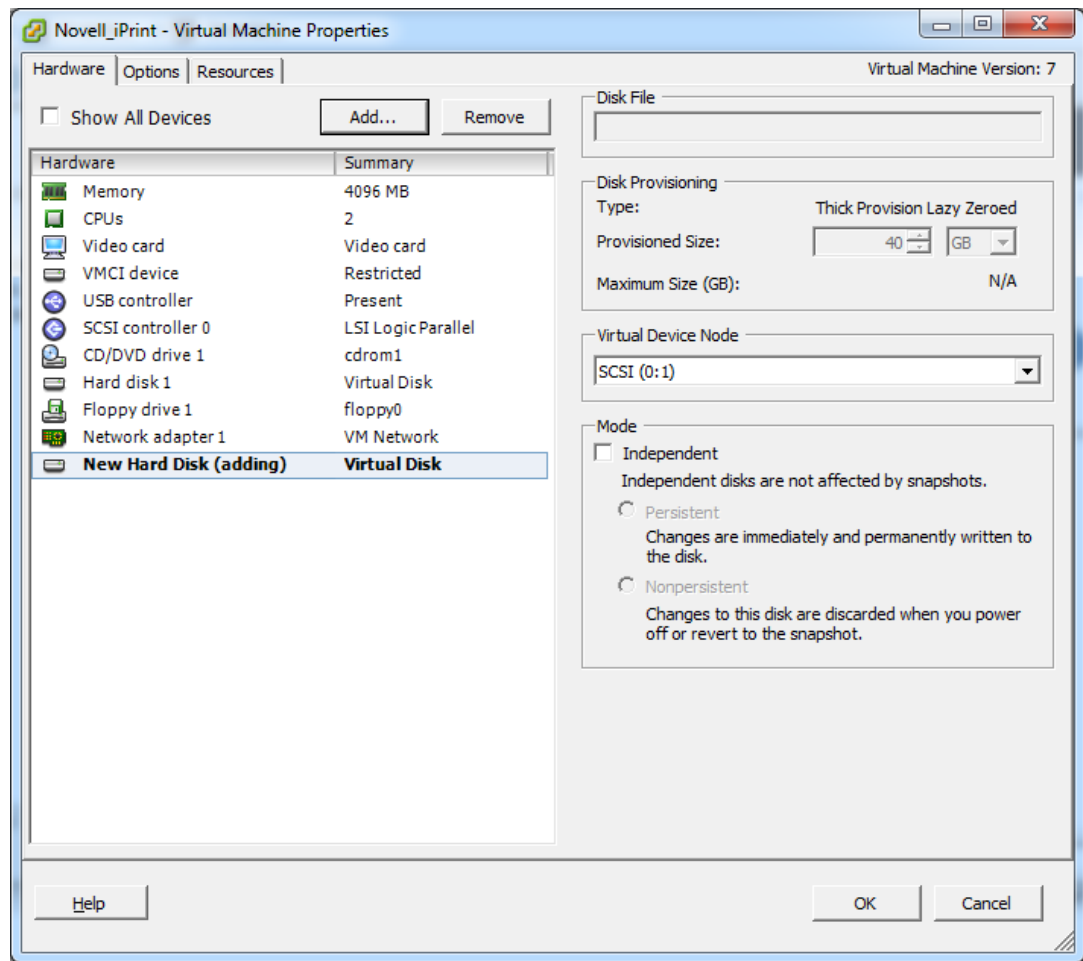 Novell_iPrint - Virtual Machine Properties
Hardware Options Resources Virtual Machine Version: 7
Show All Devices Add... Remove
Hardware Summary
Memory 4096 MB
CPUs 2
Video card Video card
VMCI device Restricted
USB controller Present
SCSI controller 0 LSI Logic Parallel
CD/DVD drive 1 cdrom1
Hard disk 1 Virtual Disk
Floppy drive 1 floppy0
Network adapter 1 VM Network
New Hard Disk (adding) Virtual Disk
Disk File
Disk Provisioning
Type: Thick Provision Lazy Zeroed
Provisioned Size: 40 GB
Maximum Size (GB): N/A
Virtual Device Node
SCSI (0:1)
Mode
Independent
Independent disks are not affected by snapshots.
Persistent
Changes are immediately and permanently written to
the disk.
Nonpersistent
Changes to this disk are discarded when you power
off or revert to the snapshot.
Help OK Cancel